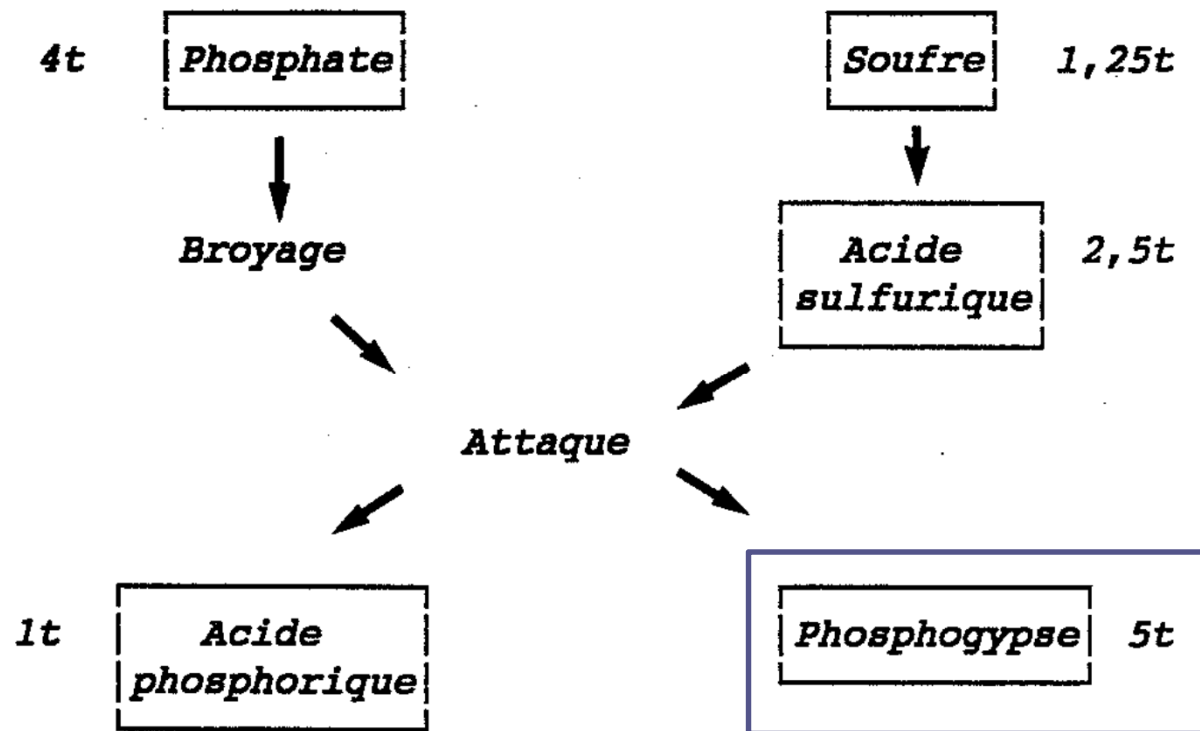 4t Phosphate Soufre 1,25t
Broyage Acide sulfurique 2,5t
Attaque
1t Acide phosphorique Phosphogypse 5t